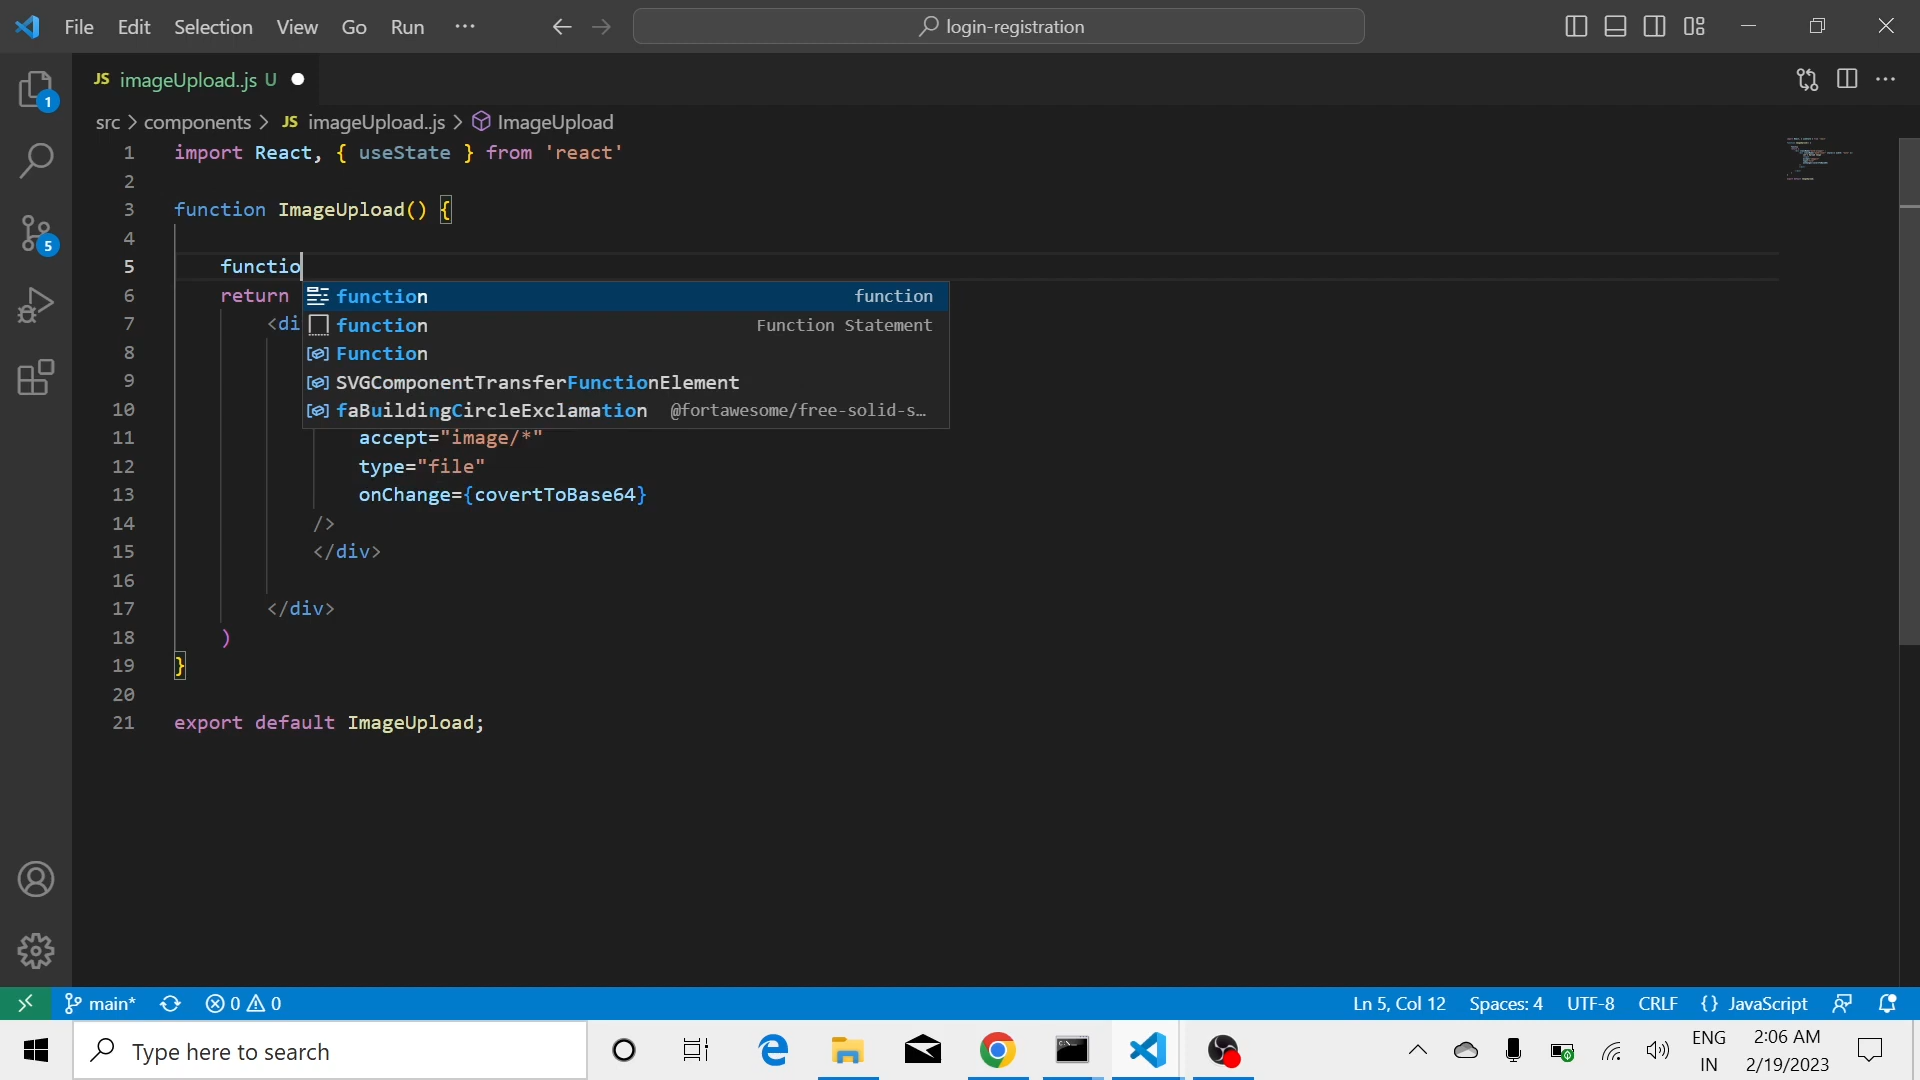 File Edit Selection View Go Run ···
login-registration
JS imageUpload..js U
src > components > JS imageUpload..js > ImageUpload
1 import React, { useState } from 'react'
2
3 function ImageUpload() {
4
5 functio
6 return
7 <di
8
9
10
11 accept="image/*"
12 type="file"
13 onChange={covertToBase64}
14 />
15 </div>
16
17 </div>
18 )
19 }
20
21 export default ImageUpload;
function function
function Function Statement
Function
SVGComponentTransferFunctionElement
faBuildingCircleExclamation @fortawesome/free-solid-s…
1
5
main* 0 0
Ln 5, Col 12 Spaces: 4 UTF-8 CRLF {} JavaScript
Type here to search
ENG
IN
2:06 AM
2/19/2023